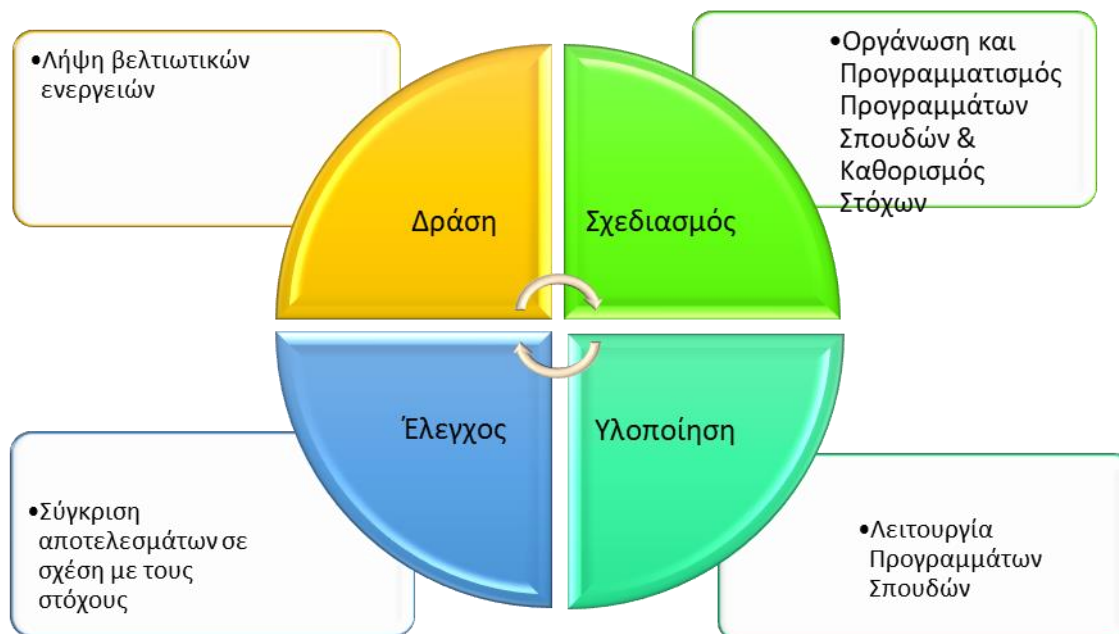 •Λήψη βελτιωτικών
ενεργειών
•Οργάνωση και
Προγραμματισμός
Προγραμμάτων
Σπουδών &
Καθορισμός
Στόχων
Δράση
Σχεδιασμός
Έλεγχος
Υλοποίηση
•Σύγκριση
αποτελεσμάτων σε
σχέση με τους
στόχους
•Λειτουργία
Προγραμμάτων
Σπουδών